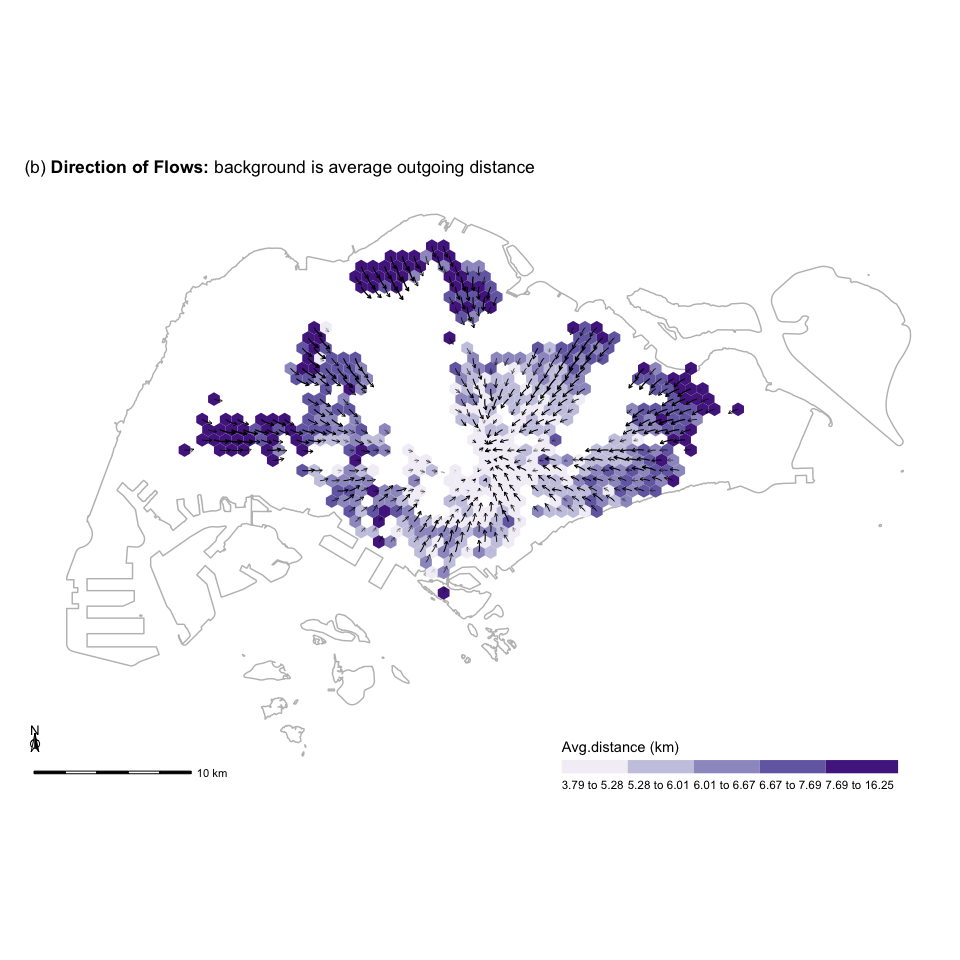 (b) Direction of Flows: background is average outgoing distance
N
10 km
Avg.distance (km)
3.79 to 5.28 5.28 to 6.01 6.01 to 6.67 6.67 to 7.69 7.69 to 16.25